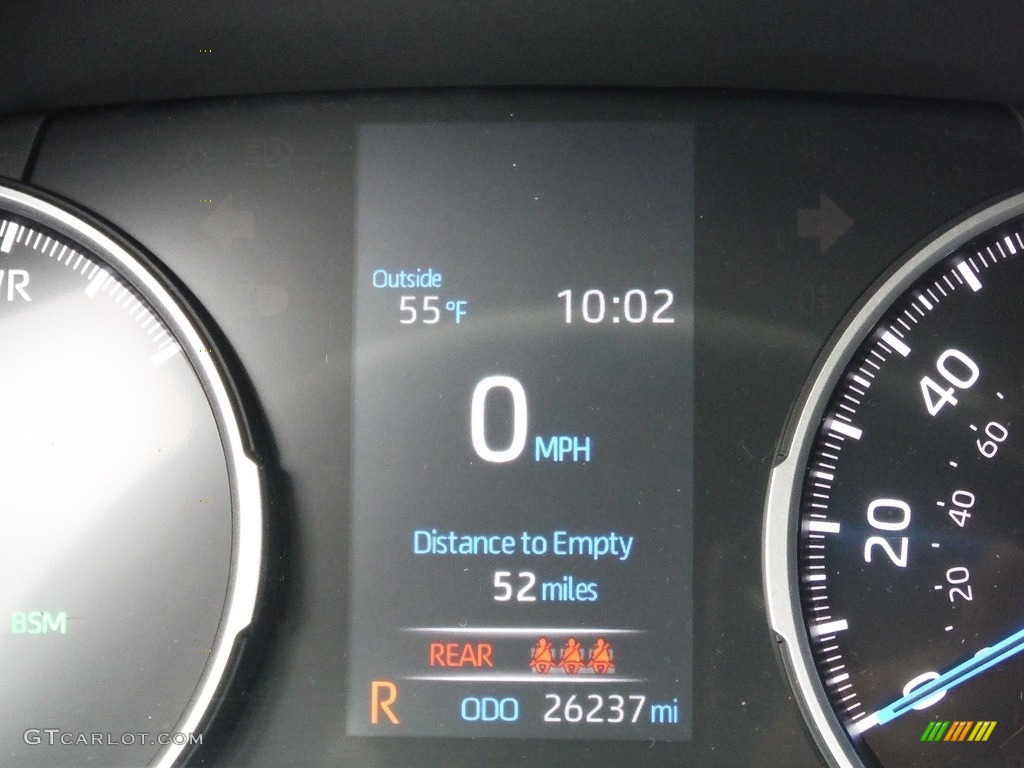 Outside
55°F 10:02
0 MPH
Distance to Empty
52 miles
REAR
R ODO 26237 mi
BSM
40
60
20
40
20
0
GTCARLOT.COM